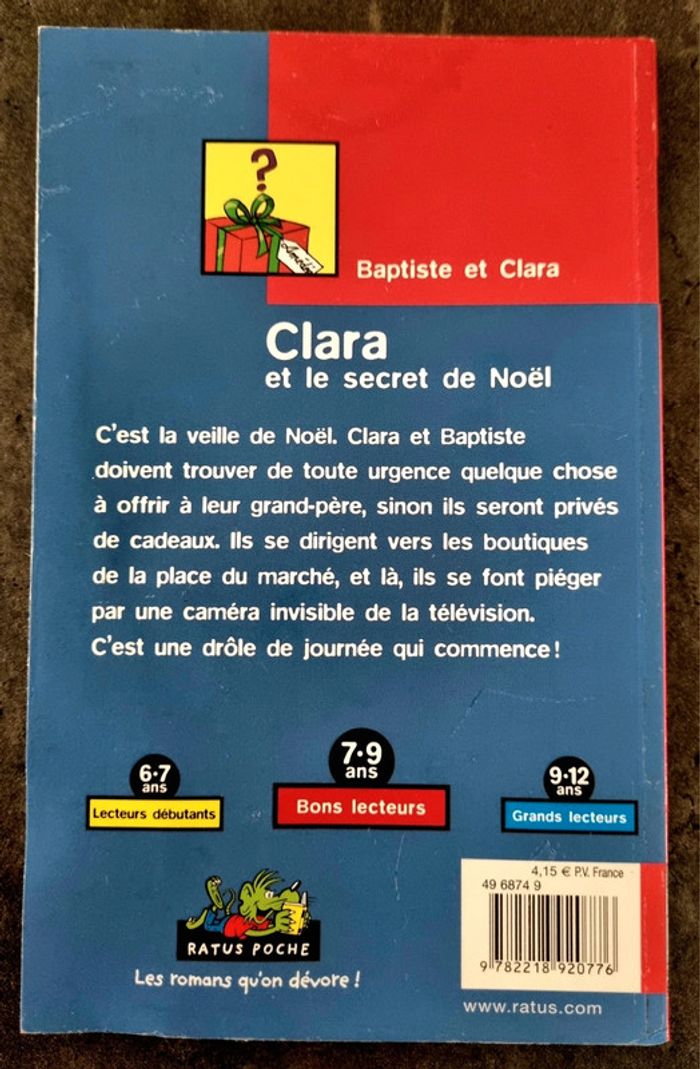 ?
Amédée
Baptiste et Clara
Clara
et le secret de Noël
C'est la veille de Noël. Clara et Baptiste
doivent trouver de toute urgence quelque chose
à offrir à leur grand-père, sinon ils seront privés
de cadeaux. Ils se dirigent vers les boutiques
de la place du marché, et là, ils se font piéger
par une caméra invisible de la télévision.
C'est une drôle de journée qui commence !
6•7
ans
Lecteurs débutants
7•9
ans
Bons lecteurs
9•12
ans
Grands lecteurs
RATUS POCHE
Les romans qu'on dévore !
4,15 € P.V. France
49 6874 9
9 782218 920776
www.ratus.com